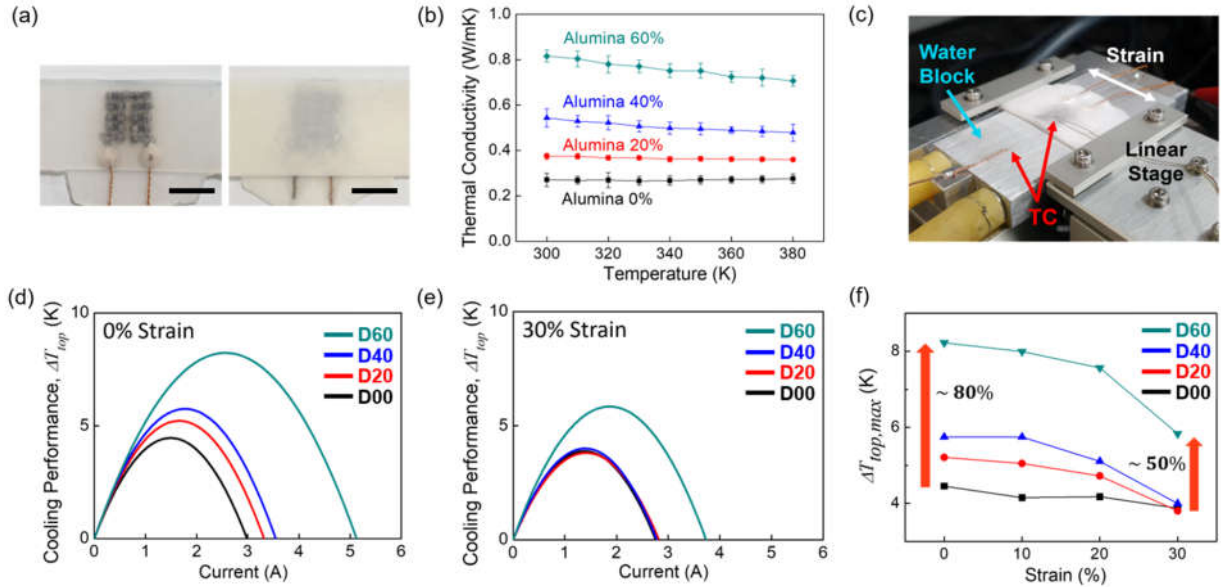 (a)
(b)
Thermal Conductivity (W/mK)
1.0
0.8
0.6
0.4
0.2
0.0
Alumina 60%
Alumina 40%
Alumina 20%
Alumina 0%
300 320 340 360 380
Temperature (K)
(c)
Water
Block
Strain
Linear
Stage
TC
(d)
Cooling Performance, ΔT_top (K)
10
5
0
0% Strain
D60
D40
D20
D00
0 1 2 3 4 5 6
Current (A)
(e)
Cooling Performance, ΔT_top (K)
10
5
0
30% Strain
D60
D40
D20
D00
0 1 2 3 4 5 6
Current (A)
(f)
ΔT_top,max (K)
8
6
4
D60
D40
D20
D00
~ 80%
~ 50%
0 10 20 30
Strain (%)